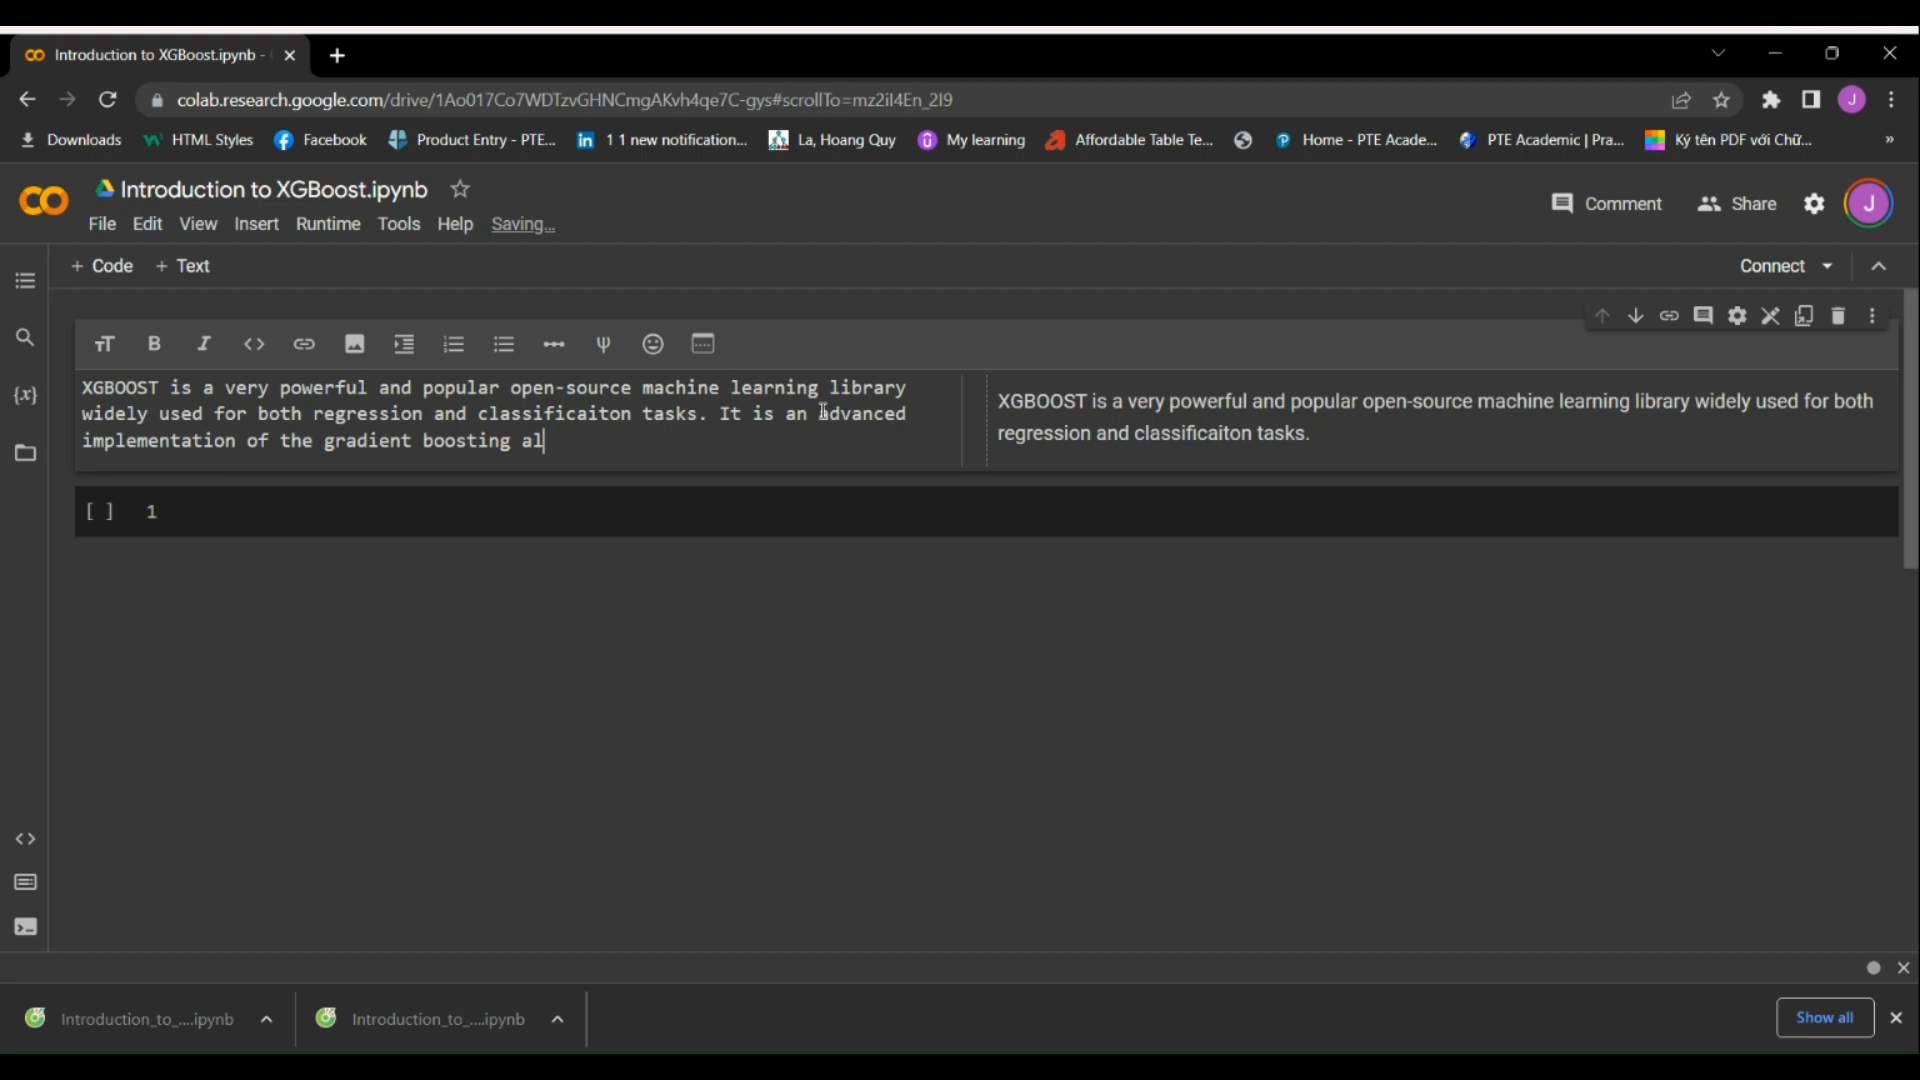 Introduction to XGBoost.ipynb -
colab.research.google.com/drive/1Ao017Co7WDTzvGHNCmgAKvh4qe7C-gys#scrollTo=mz2iI4En_2I9
J
Downloads
HTML Styles
Facebook
Product Entry - PTE...
1 1 new notification...
La, Hoang Quy
My learning
Affordable Table Te...
Home - PTE Acade...
PTE Academic | Pra...
Ký tên PDF với Chữ...
»
Introduction to XGBoost.ipynb
File Edit View Insert Runtime Tools Help Saving...
Comment
Share
J
+ Code + Text
Connect
XGBOOST is a very powerful and popular open-source machine learning library
widely used for both regression and classificaiton tasks. It is an advanced
implementation of the gradient boosting al
XGBOOST is a very powerful and popular open-source machine learning library widely used for both
regression and classificaiton tasks.
[ ] 1
Introduction_to_....ipynb
Introduction_to_....ipynb
Show all